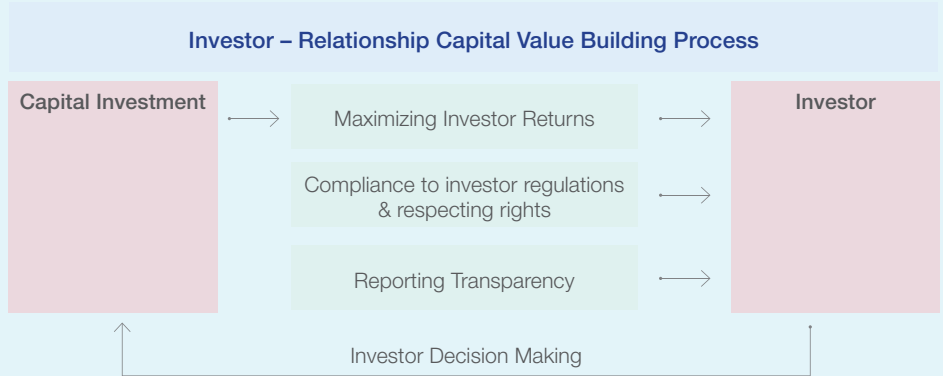 Investor – Relationship Capital Value Building Process
Capital Investment
Maximizing Investor Returns
Investor
Compliance to investor regulations
& respecting rights
Reporting Transparency
Investor Decision Making